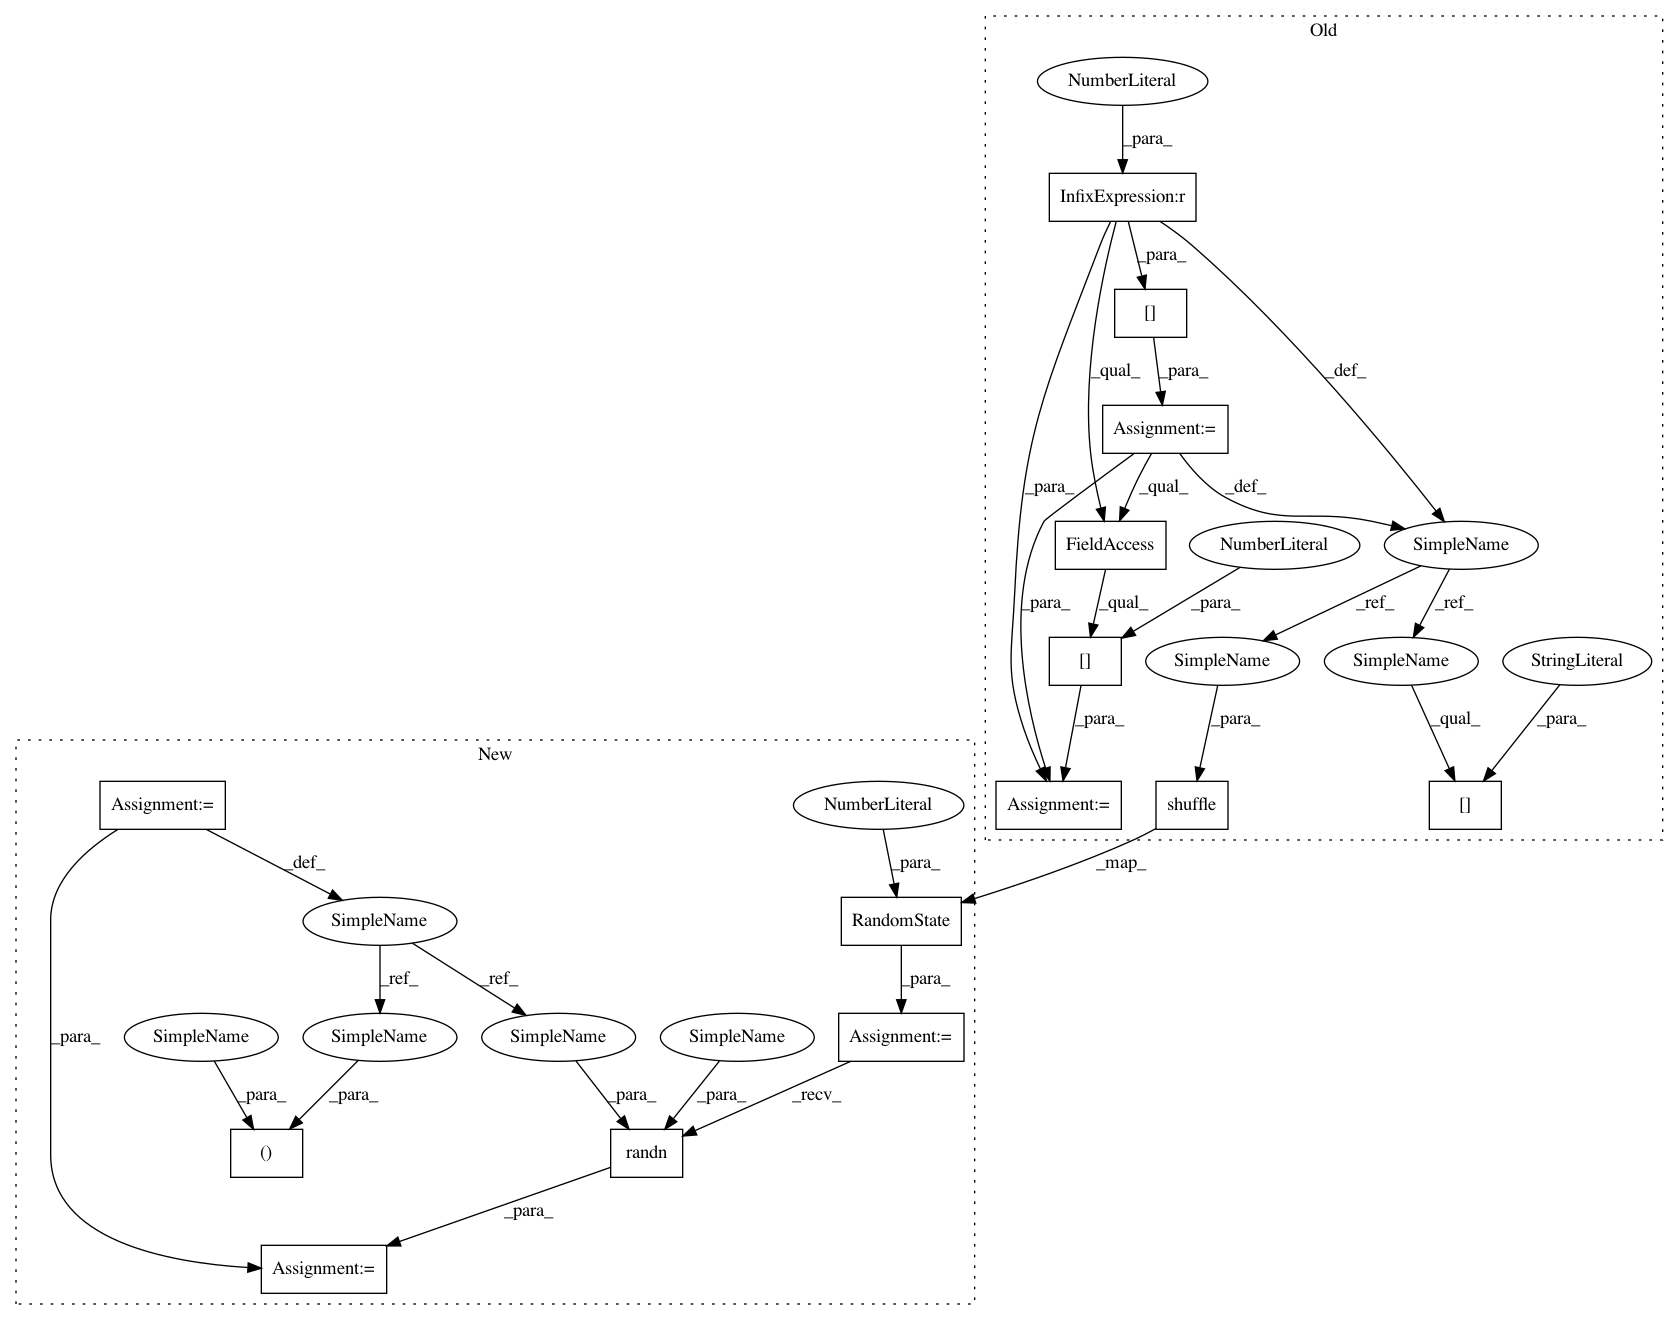 Old
NumberLiteral
_para_
InfixExpression:r
_para_
[]
_qual_
_para_
_def_
Assignment:=
_para_
_qual_
_def_
FieldAccess
NumberLiteral
SimpleName
_para_
_qual_
_para_
_ref_
_ref_
[]
SimpleName
SimpleName
StringLiteral
_para_
_para_
_qual_
_para_
New
Assignment:=
NumberLiteral
Assignment:=
shuffle
[]
_def_
_para_
_map_
SimpleName
RandomState
_ref_
_ref_
_para_
_para_
SimpleName
SimpleName
SimpleName
SimpleName
Assignment:=
_para_
_para_
_para_
_para_
_recv_
()
randn
_para_
Assignment:=